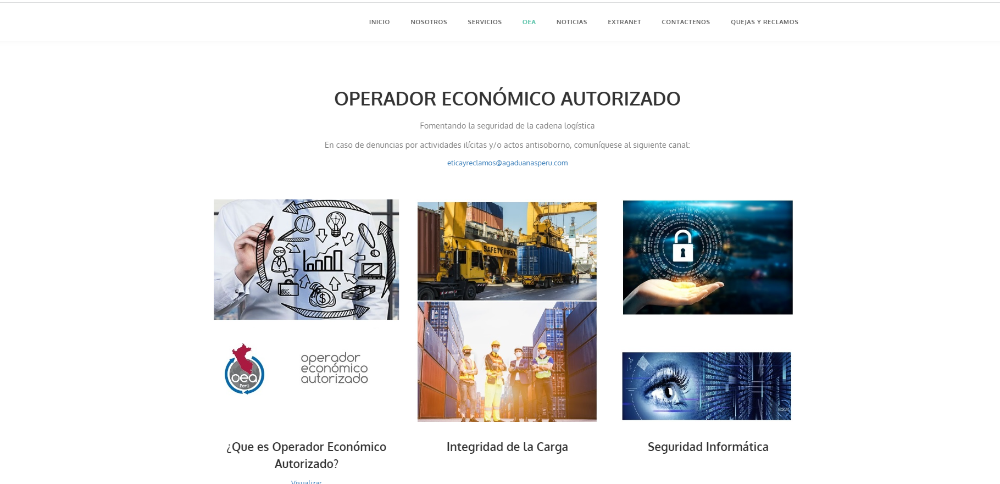 INICIO NOSOTROS SERVICIOS OEA NOTICIAS EXTRANET CONTACTENOS QUEJAS Y RECLAMOS
OPERADOR ECONÓMICO AUTORIZADO
Fomentando la seguridad de la cadena logística
En caso de denuncias por actividades ilícitas y/o actos antisoborno, comuníquese al siguiente canal:
eticayreclamos@agaduanasperu.com
SAFETY FIRST
oea
Perú
operador
económico
autorizado
¿Que es Operador Económico
Autorizado?
Visualizar
Integridad de la Carga
Seguridad Informática